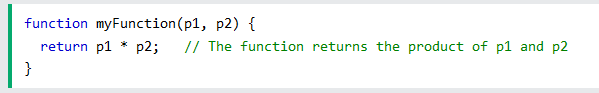 function myFunction(p1, p2) {
  return p1 * p2;   // The function returns the product of p1 and p2
}